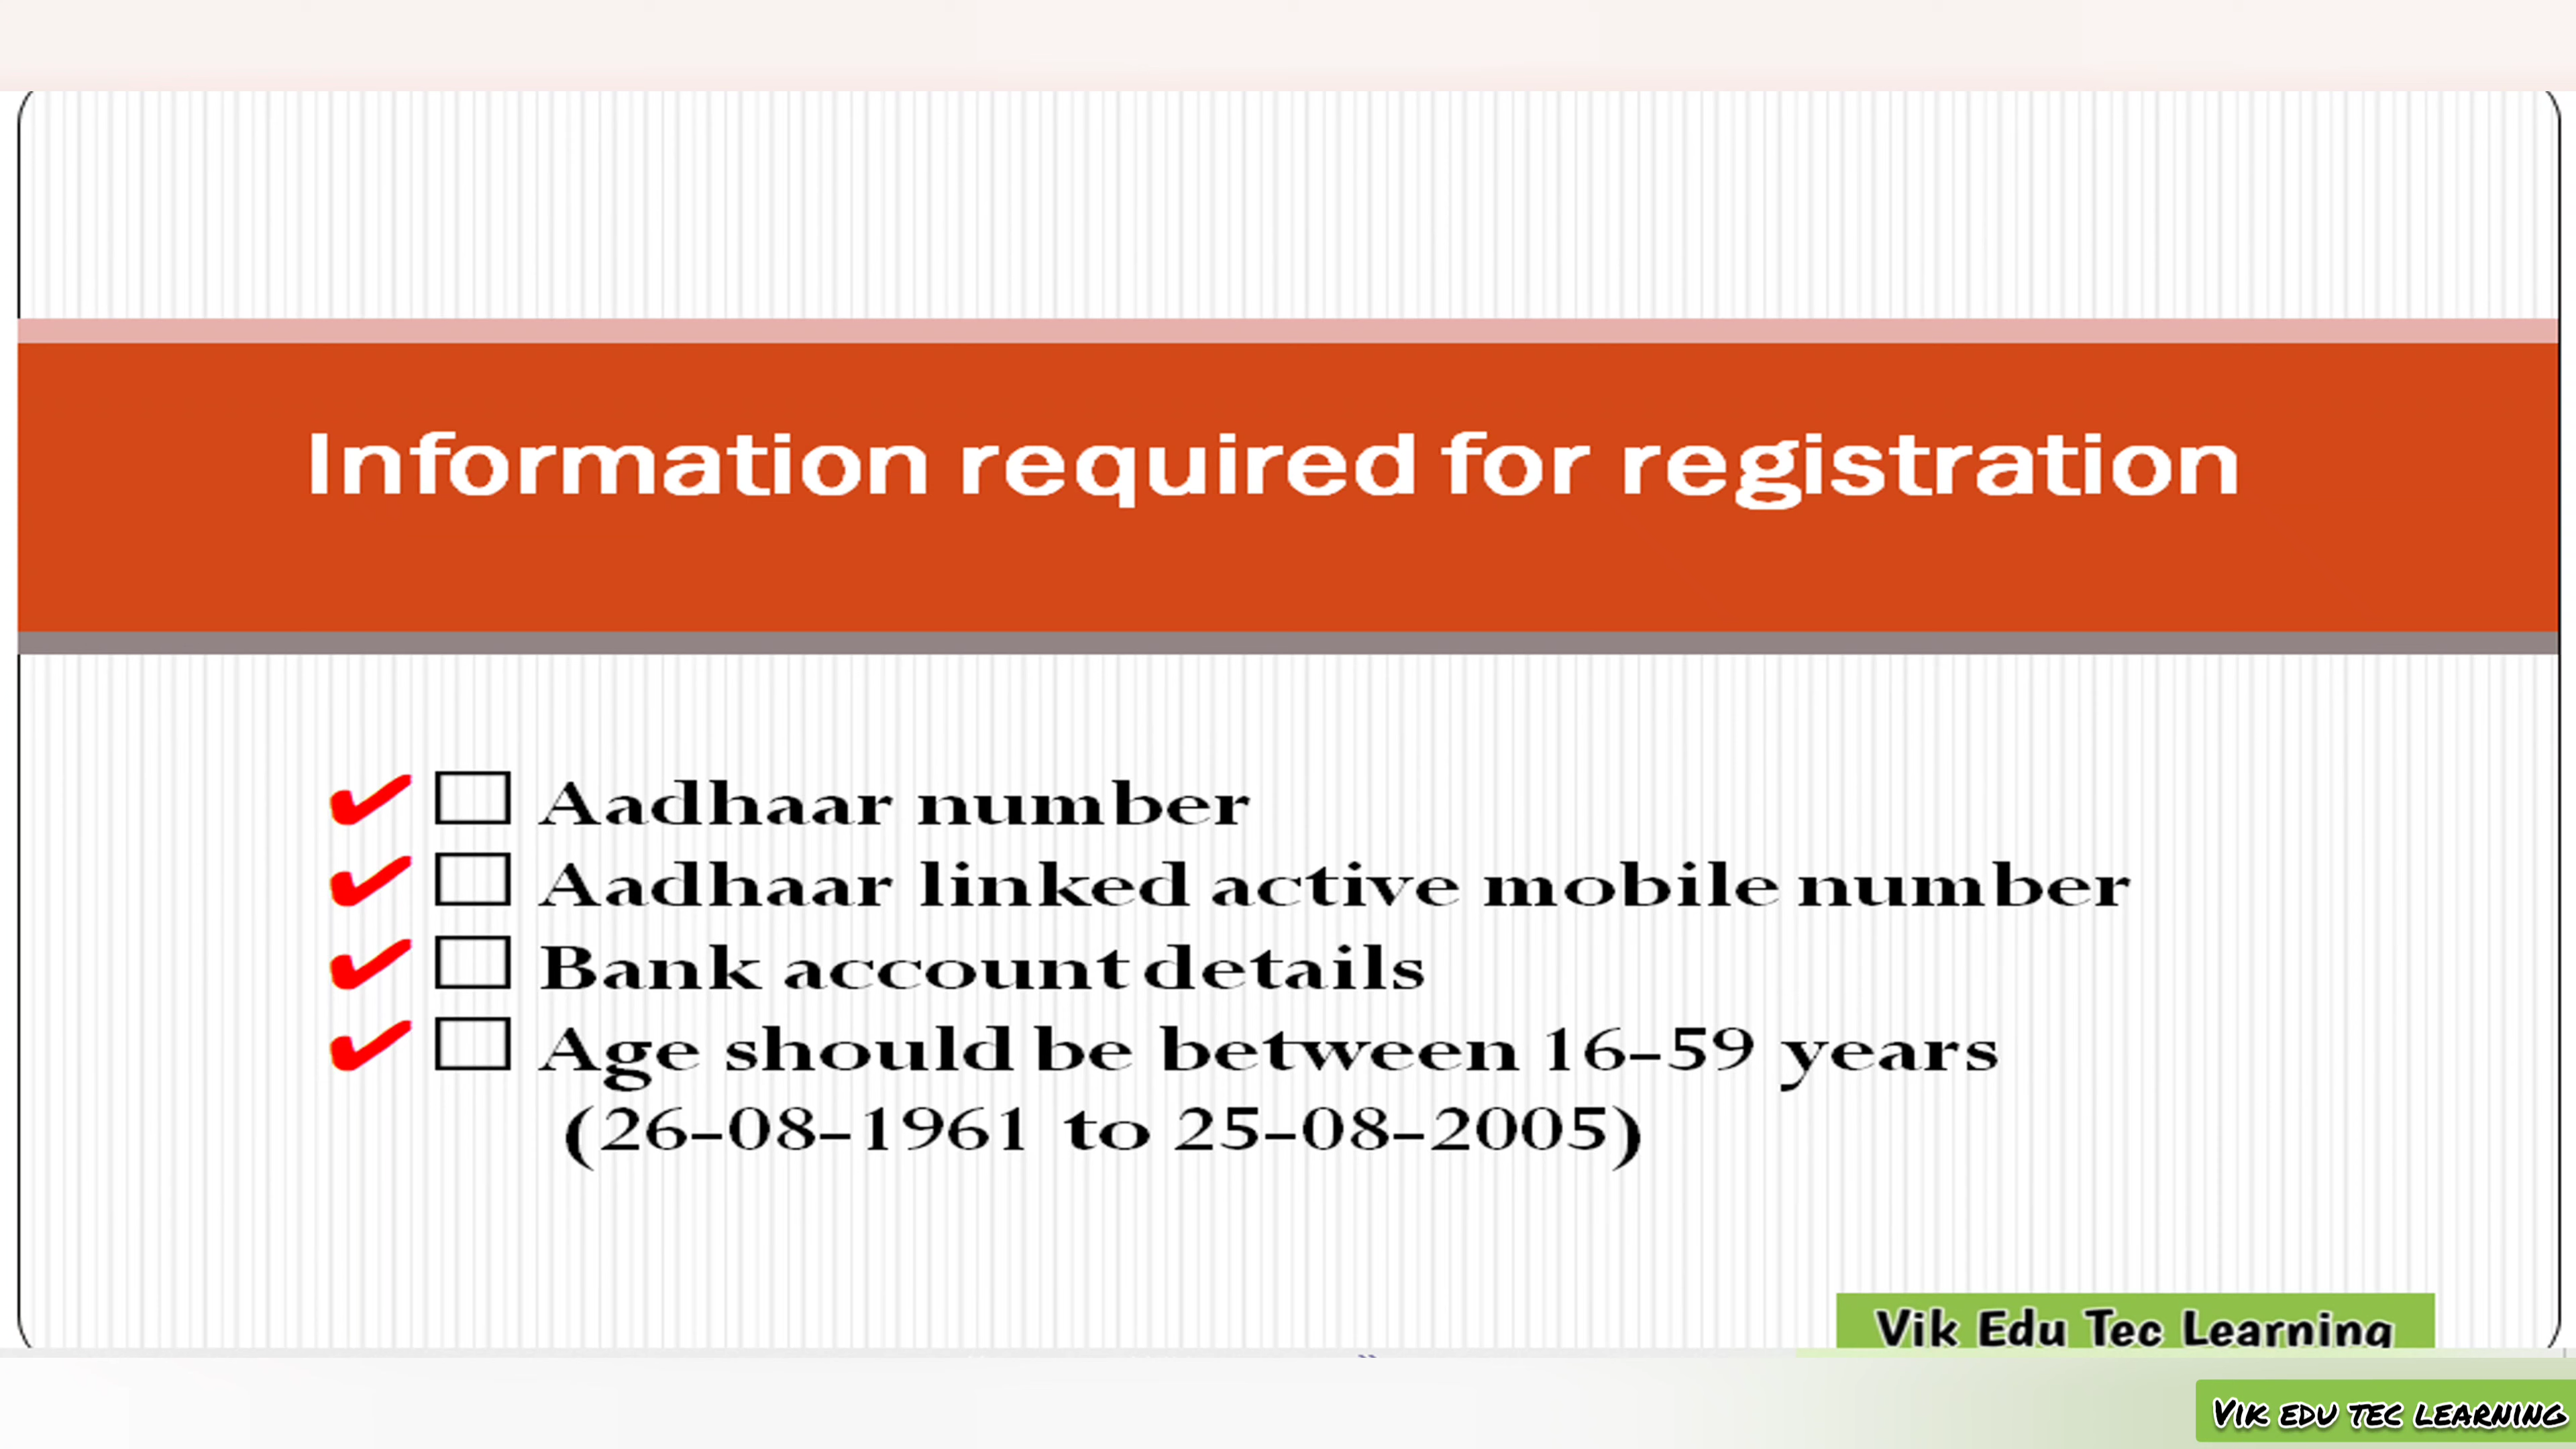 Information required for registration
✔ ☐ Aadhaar number
✔ ☐ Aadhaar linked active mobile number
✔ ☐ Bank account details
✔ ☐ Age should be between 16-59 years
(26-08-1961 to 25-08-2005)
Vik Edu Tec Learning
VIK EDU TEC LEARNING